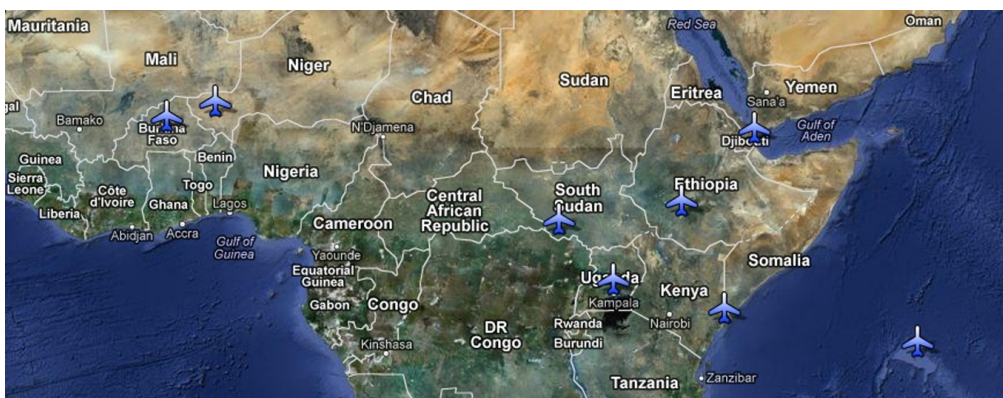 Mauritania
Mali
Niger
Chad
Sudan
Red Sea
Oman
Eritrea
Yemen
Sana'a
Gulf of
Aden
Djibouti
gal
Bamako
Burkina
Faso
Benin
N'Djamena
Guinea
Sierra
Leone
Liberia
Côte
d'Ivoire
Ghana
Togo
Lagos
Nigeria
Abidjan
Accra
Gulf of
Guinea
Cameroon
Central
African
Republic
South
Sudan
Ethiopia
Somalia
Yaounde
Equatorial
Guinea
Gabon
Congo
Kinshasa
DR
Congo
Uganda
Kampala
Kenya
Nairobi
Rwanda
Burundi
Tanzania
Zanzibar